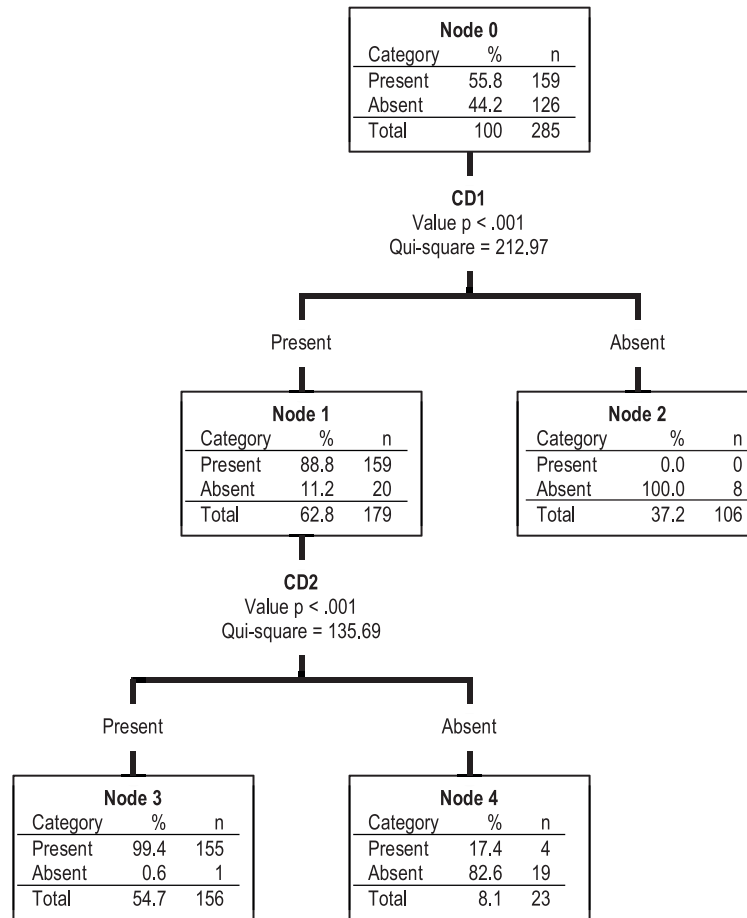 Node 0
Category % n
Present 55.8 159
Absent 44.2 126
Total 100 285
CD1
Value p < .001
Qui-square = 212.97
Present
Absent
Node 1
Category % n
Present 88.8 159
Absent 11.2 20
Total 62.8 179
Node 2
Category % n
Present 0.0 0
Absent 100.0 8
Total 37.2 106
CD2
Value p < .001
Qui-square = 135.69
Present
Absent
Node 3
Category % n
Present 99.4 155
Absent 0.6 1
Total 54.7 156
Node 4
Category % n
Present 17.4 4
Absent 82.6 19
Total 8.1 23